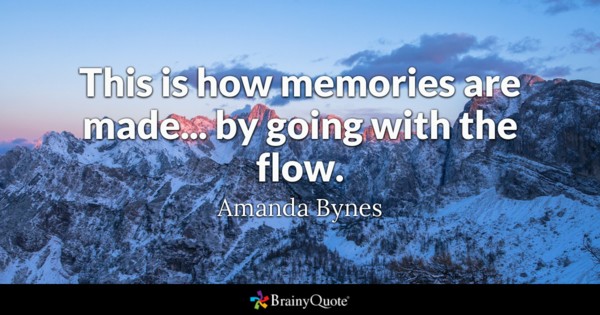 This is how memories are
made... by going with the
flow.
Amanda Bynes
BrainyQuote®